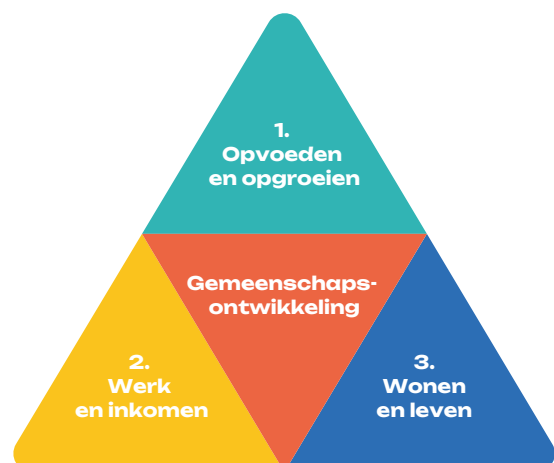 1.
Opvoeden
en opgroeien
Gemeenschaps-
ontwikkeling
2.
Werk
en inkomen
3.
Wonen
en leven